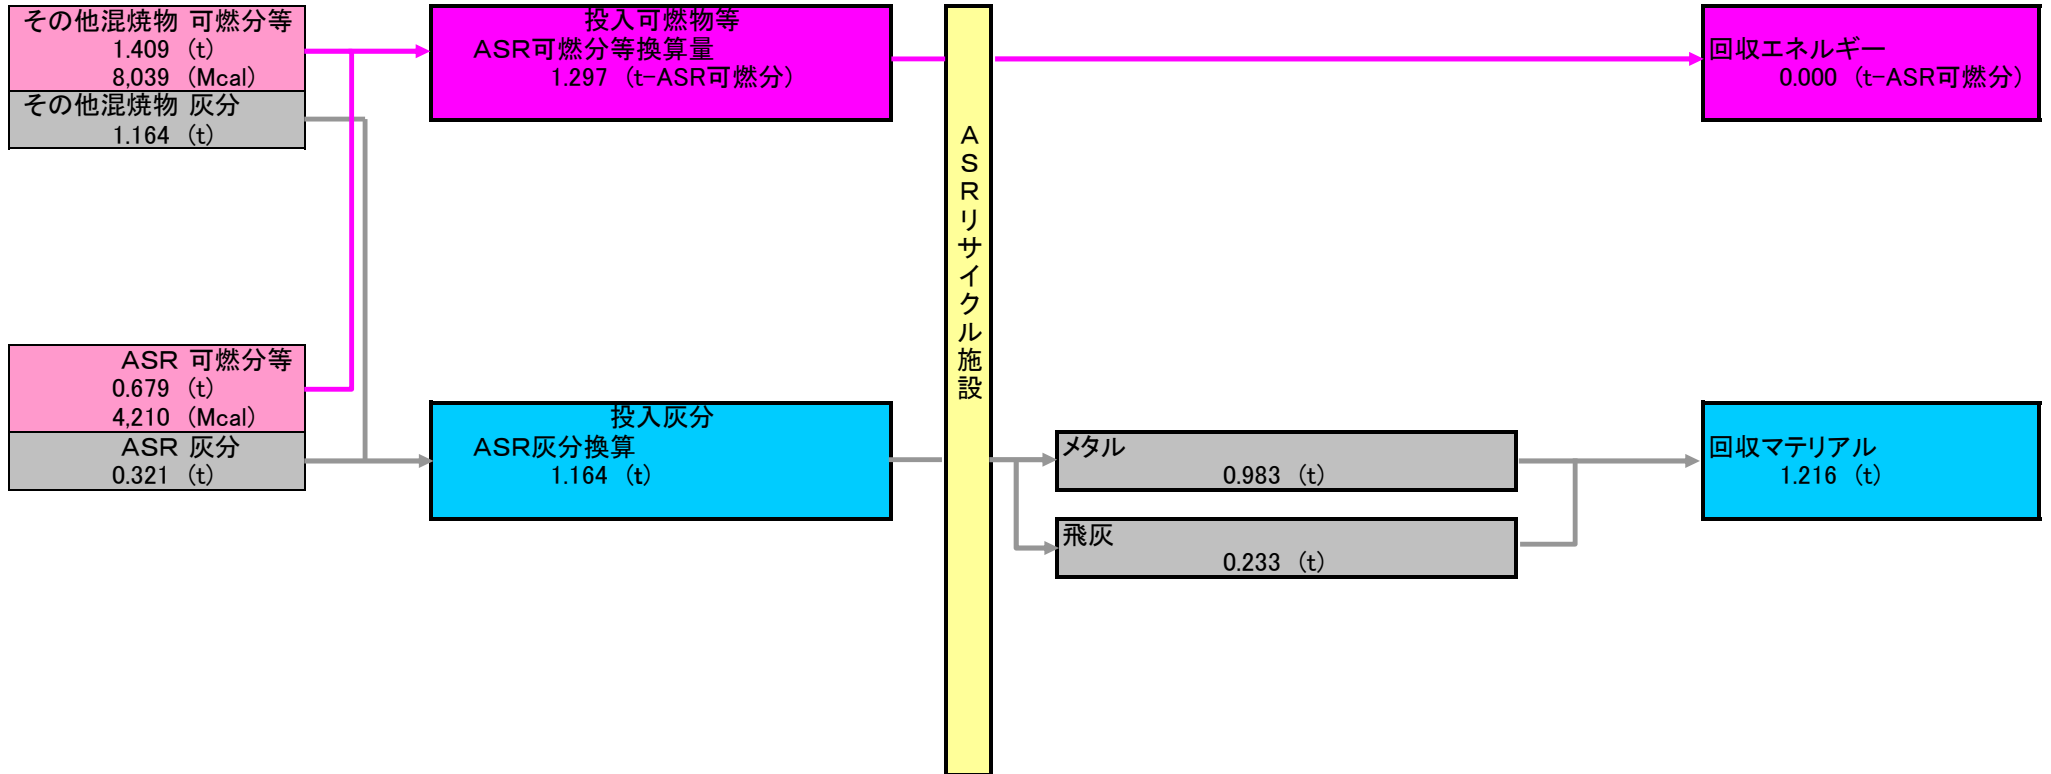 その他混焼物 可燃分等
1.409 (t)
8,039 (Mcal)
その他混焼物 灰分
1.164 (t)
ASR 可燃分等
0.679 (t)
4,210 (Mcal)
ASR 灰分
0.321 (t)
投入可燃物等
ASR可燃分等換算量
1.297 (t-ASR可燃分)
投入灰分
ASR灰分換算
1.164 (t)
ASRリサイクル施設
メタル
0.983 (t)
飛灰
0.233 (t)
回収エネルギー
0.000 (t-ASR可燃分)
回収マテリアル
1.216 (t)